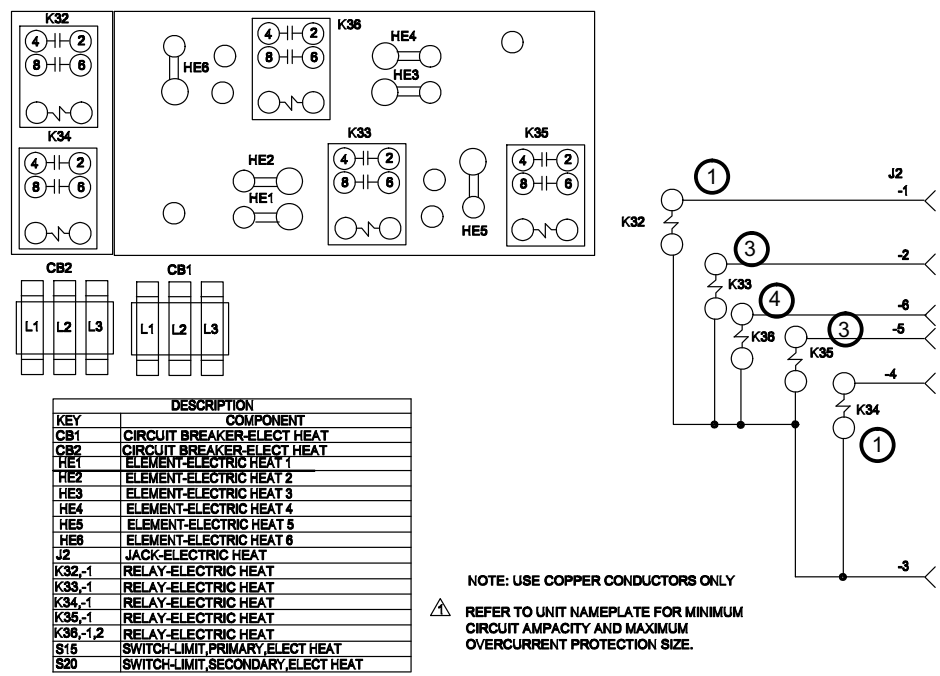 K32
4 2
8 6
K34
4 2
8 6
K36
4 2
8 6
HE6
HE4
HE3
HE2
HE1
K33
4 2
8 6
HE5
K35
4 2
8 6
CB2
L1 L2 L3
CB1
L1 L2 L3
J2
1
-1
K32
3
-2
K33
4
-6
K36
3
-5
K35
-4
K34
1
-3
DESCRIPTION
KEY COMPONENT
CB1 CIRCUIT BREAKER-ELECT HEAT
CB2 CIRCUIT BREAKER-ELECT HEAT
HE1 ELEMENT-ELECTRIC HEAT 1
HE2 ELEMENT-ELECTRIC HEAT 2
HE3 ELEMENT-ELECTRIC HEAT 3
HE4 ELEMENT-ELECTRIC HEAT 4
HE5 ELEMENT-ELECTRIC HEAT 5
HE6 ELEMENT-ELECTRIC HEAT 6
J2 JACK-ELECTRIC HEAT
K32,-1 RELAY-ELECTRIC HEAT
K33,-1 RELAY-ELECTRIC HEAT
K34,-1 RELAY-ELECTRIC HEAT
K35,-1 RELAY-ELECTRIC HEAT
K36,-1,2 RELAY-ELECTRIC HEAT
S15 SWITCH-LIMIT,PRIMARY,ELECT HEAT
S20 SWITCH-LIMIT,SECONDARY,ELECT HEAT
NOTE: USE COPPER CONDUCTORS ONLY
1 REFER TO UNIT NAMEPLATE FOR MINIMUM
CIRCUIT AMPACITY AND MAXIMUM
OVERCURRENT PROTECTION SIZE.